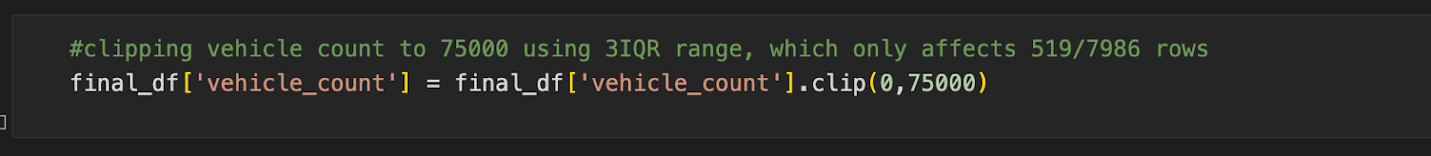 #clipping vehicle count to 75000 using 3IQR range, which only affects 519/7986 rows
final_df['vehicle_count'] = final_df['vehicle_count'].clip(0,75000)